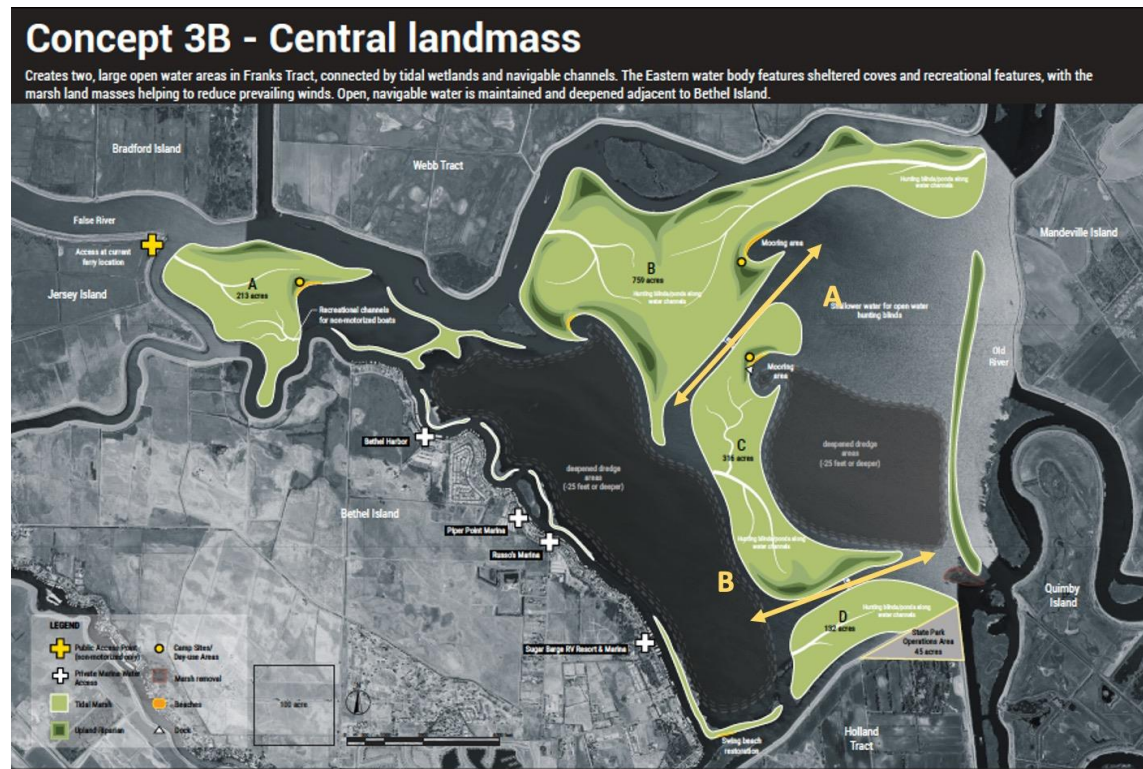 Concept 3B - Central landmass
Creates two, large open water areas in Franks Tract, connected by tidal wetlands and navigable channels. The Eastern water body features sheltered coves and recreational features, with the
marsh land masses helping to reduce prevailing winds. Open, navigable water is maintained and deepened adjacent to Bethel Island.
Bradford Island
Webb Tract
False River
Access at current
ferry location
Jersey Island
A
213 acres
Recreational channels
for non-motorized boats
B
759 acres
Hunting blinds/ponds along
water channels
Hunting blinds/ponds along
water channels
Mooring area
Mandeville Island
A
Shallower water for open water
hunting blinds
Old
River
Mooring
area
C
316 acres
deepened dredge
areas
(-25 feet or deeper)
deepened dredge
areas
(-25 feet or deeper)
Bethel Harbor
Bethel Island
Piper Point Marina
Russo's Marina
Hunting blinds/ponds along
water channels
B
D
132 acres
Hunting blinds/ponds along
water channels
State Park
Operations Area
45 acres
Quimby
Island
Sugar Barge RV Resort & Marina
Holland
Tract
Swing beach
restoration
LEGEND
Public Access Point
(non-motorized only)
Private Marina Water
Access
Tidal Marsh
Upland Riparian
Camp Sites/
Day-use Areas
Marsh removal
Beaches
Dock
100 acre